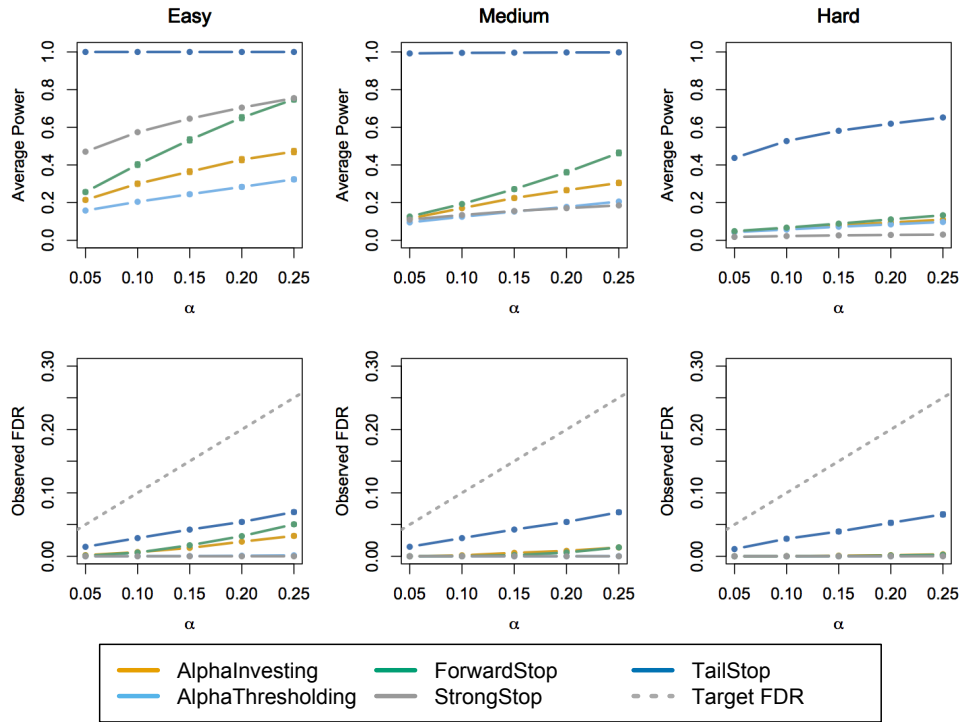 Easy
Medium
Hard
Average Power
0.0 0.2 0.4 0.6 0.8 1.0
0.05 0.10 0.15 0.20 0.25
α
Average Power
0.0 0.2 0.4 0.6 0.8 1.0
0.05 0.10 0.15 0.20 0.25
α
Average Power
0.0 0.2 0.4 0.6 0.8 1.0
0.05 0.10 0.15 0.20 0.25
α
Observed FDR
0.00 0.10 0.20 0.30
0.05 0.10 0.15 0.20 0.25
α
Observed FDR
0.00 0.10 0.20 0.30
0.05 0.10 0.15 0.20 0.25
α
Observed FDR
0.00 0.10 0.20 0.30
0.05 0.10 0.15 0.20 0.25
α
AlphaInvesting
ForwardStop
TailStop
AlphaThresholding
StrongStop
Target FDR